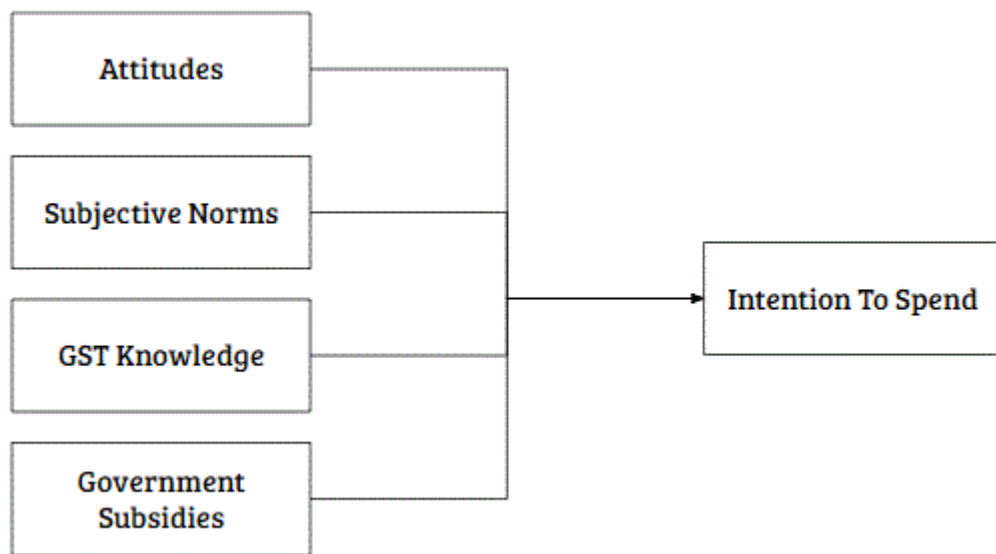 Attitudes
Subjective Norms
GST Knowledge
Government
Subsidies
Intention To Spend